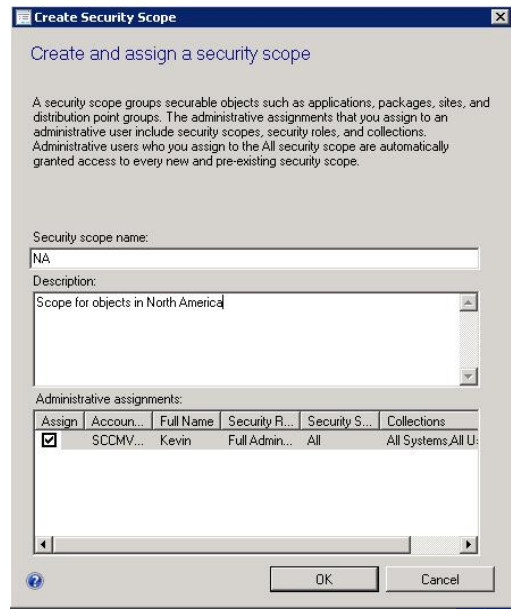 Create Security Scope
Create and assign a security scope
A security scope groups securable objects such as applications, packages, sites, and
distribution point groups. The administrative assignments that you assign to an
administrative user include security scopes, security roles, and collections.
Administrative users who you assign to the All security scope are automatically
granted access to every new and pre-existing security scope.
Security scope name:
NA
Description:
Scope for objects in North America
Administrative assignments:
Assign Accoun... Full Name Security R... Security S... Collections
SCCMV... Kevin Full Admin... All All Systems,All U
OK Cancel